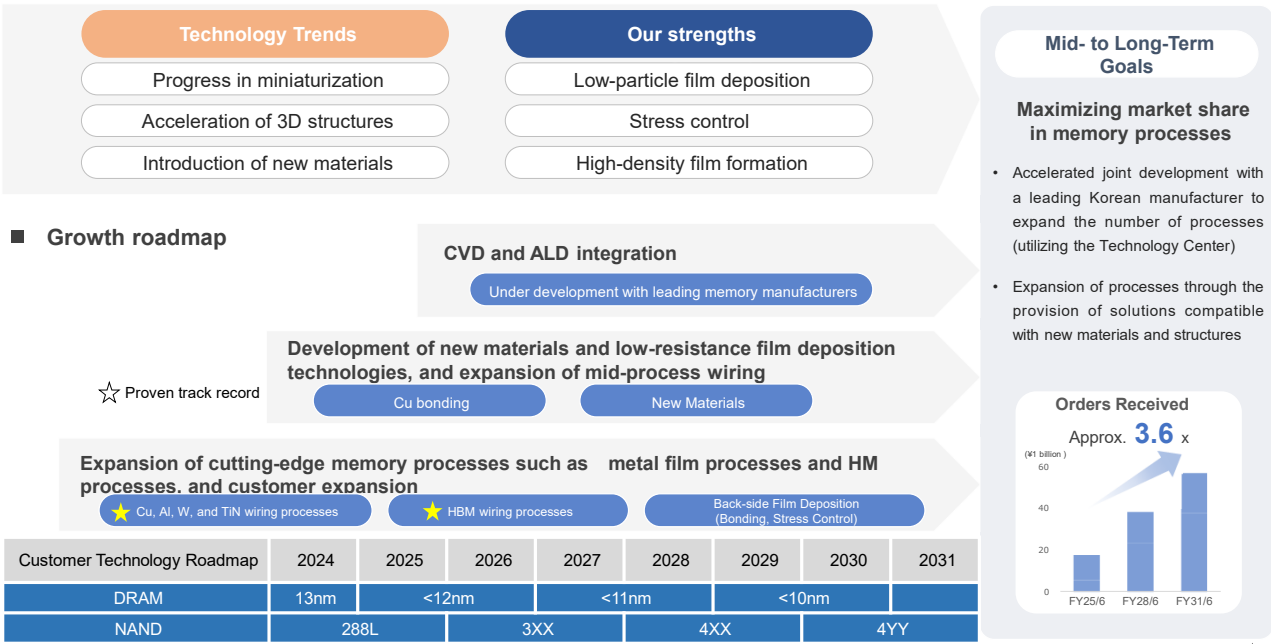 Technology Trends
Progress in miniaturization
Acceleration of 3D structures
Introduction of new materials
Our strengths
Low-particle film deposition
Stress control
High-density film formation
■ Growth roadmap
CVD and ALD integration
Under development with leading memory manufacturers
Development of new materials and low-resistance film deposition
technologies, and expansion of mid-process wiring
☆ Proven track record
Cu bonding
New Materials
Expansion of cutting-edge memory processes such as metal film processes and HM
processes, and customer expansion
★ Cu, Al, W, and TiN wiring processes
★ HBM wiring processes
Back-side Film Deposition
(Bonding, Stress Control)
Customer Technology Roadmap 2024 2025 2026 2027 2028 2029 2030 2031
DRAM 13nm <12nm <11nm <10nm
NAND 288L 3XX 4XX 4YY
Mid- to Long-Term
Goals
Maximizing market share
in memory processes
• Accelerated joint development with
a leading Korean manufacturer to
expand the number of processes
(utilizing the Technology Center)
• Expansion of processes through the
provision of solutions compatible
with new materials and structures
Orders Received
Approx. 3.6 x
(¥1 billion )
60
40
20
0
FY25/6 FY28/6 FY31/6